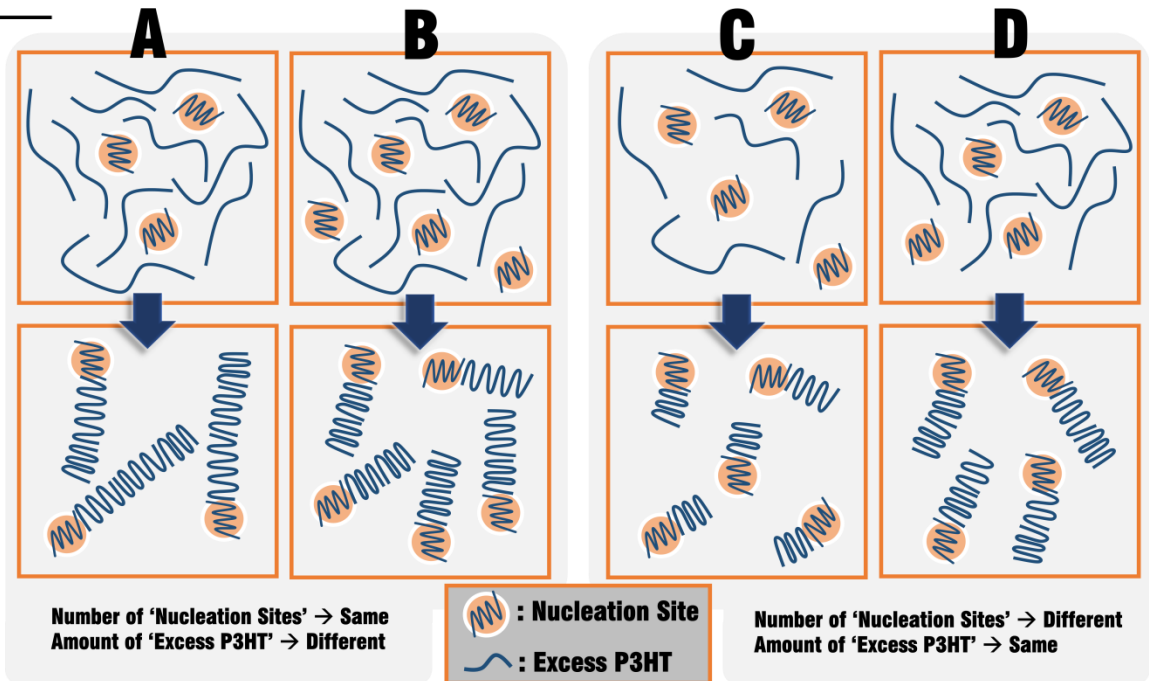 A
B
C
D
Number of ‘Nucleation Sites’ → Same
Amount of ‘Excess P3HT’ → Different
: Nucleation Site
: Excess P3HT
Number of ‘Nucleation Sites’ → Different
Amount of ‘Excess P3HT’ → Same